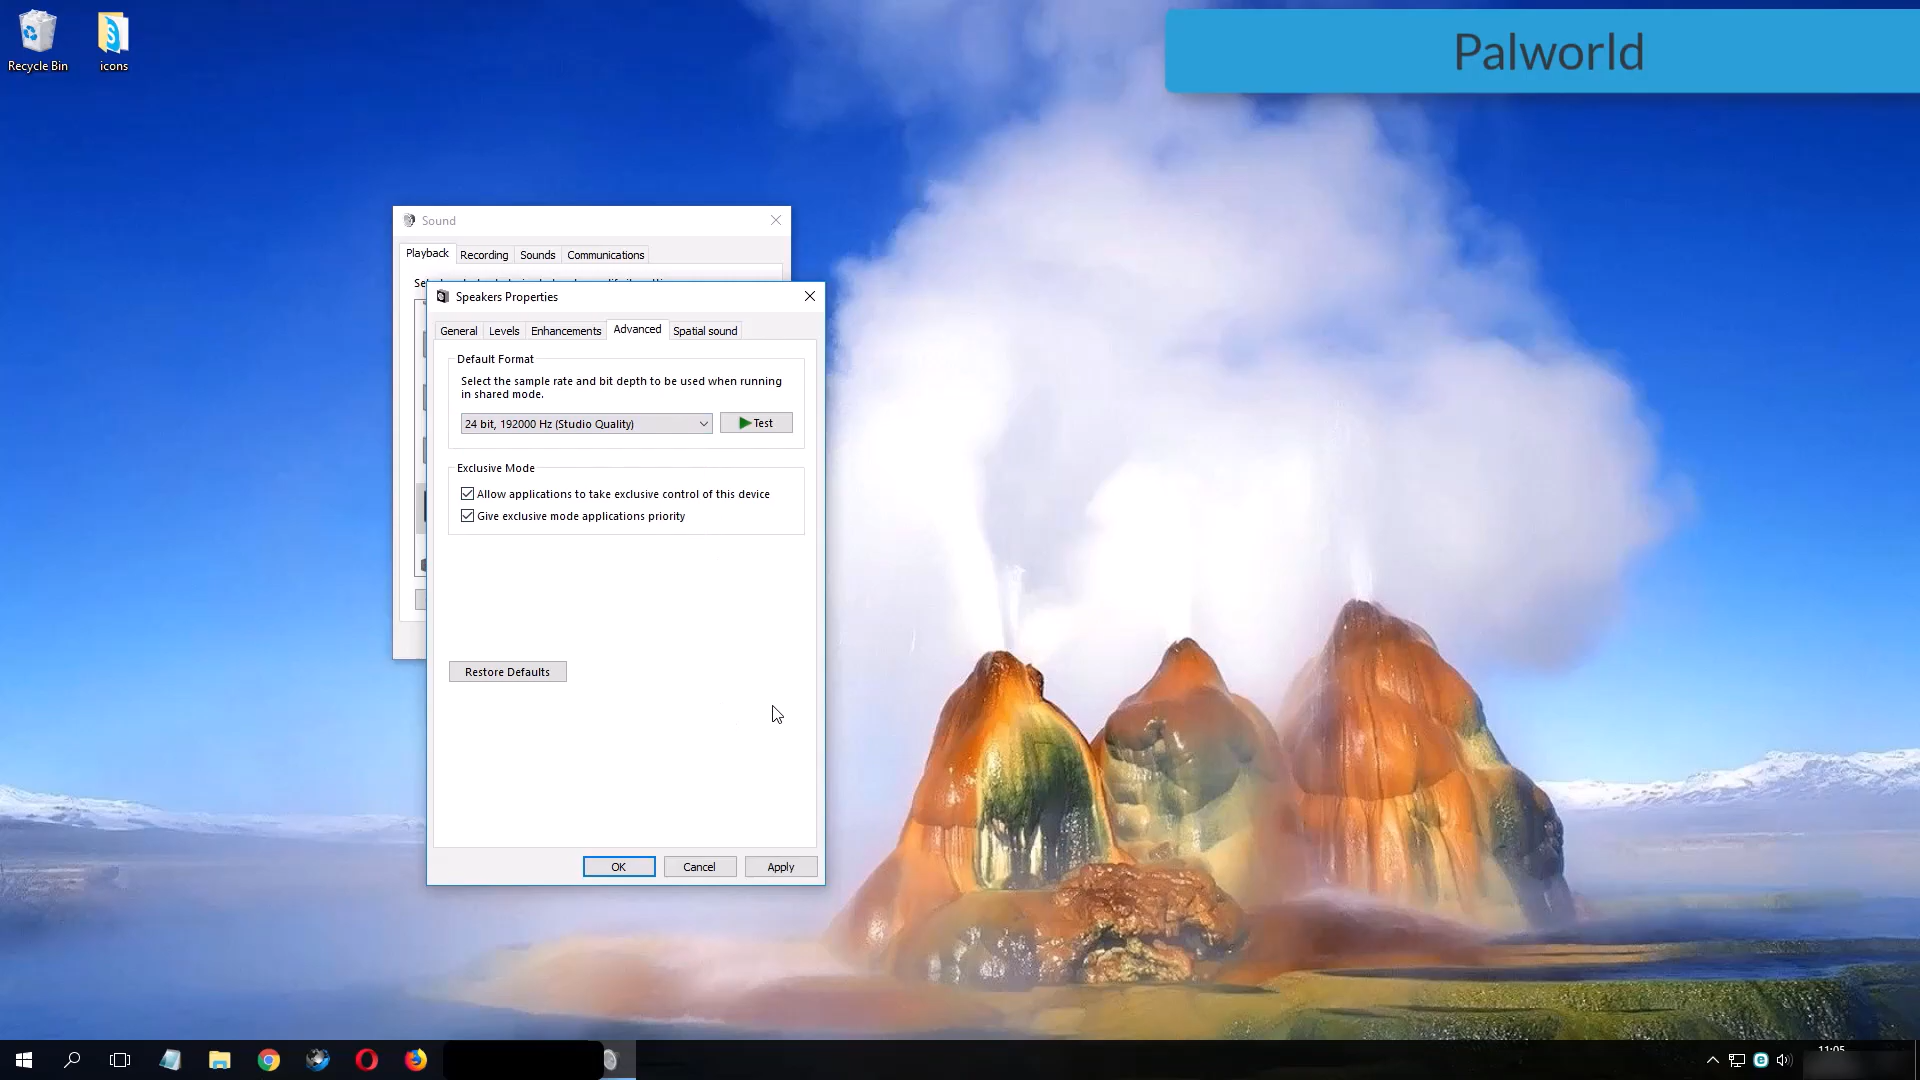 Recycle Bin
icons
Palworld
Sound
Playback
Recording
Sounds
Communications
Speakers Properties
General
Levels
Enhancements
Advanced
Spatial sound
Default Format
Select the sample rate and bit depth to be used when running
in shared mode.
24 bit, 192000 Hz (Studio Quality)
Test
Exclusive Mode
Allow applications to take exclusive control of this device
Give exclusive mode applications priority
Restore Defaults
OK
Cancel
Apply
11:05